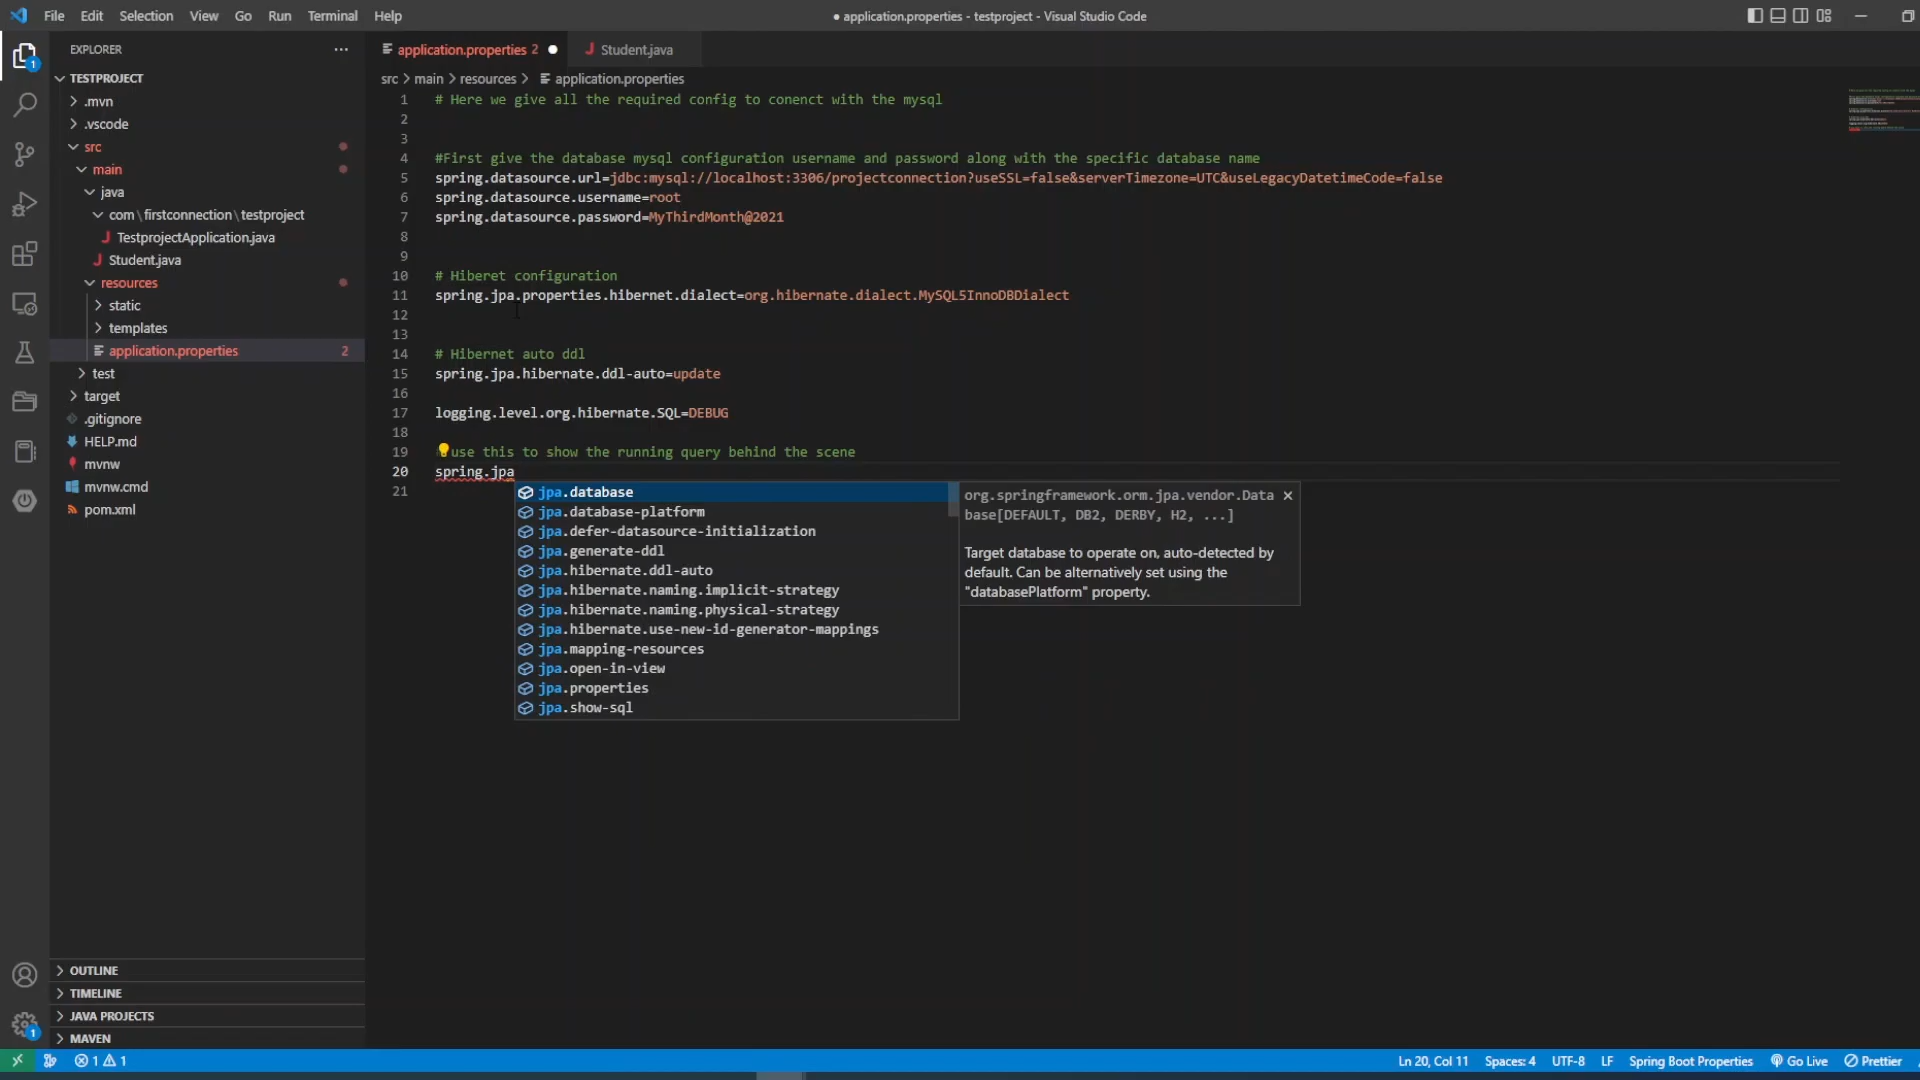 File Edit Selection View Go Run Terminal Help
● application.properties - testproject - Visual Studio Code
EXPLORER
application.properties 2
Student.java
TESTPROJECT
src > main > resources > application.properties
.mvn
.vscode
src
main
java
com\firstconnection\testproject
TestprojectApplication.java
Student.java
resources
static
templates
application.properties 2
test
target
.gitignore
HELP.md
mvnw
mvnw.cmd
pom.xml
OUTLINE
TIMELINE
JAVA PROJECTS
MAVEN
1 # Here we give all the required config to conenct with the mysql
2
3
4 #First give the database mysql configuration username and password along with the specific database name
5 spring.datasource.url=jdbc:mysql://localhost:3306/projectconnection?useSSL=false&serverTimezone=UTC&useLegacyDatetimeCode=false
6 spring.datasource.username=root
7 spring.datasource.password=MyThirdMonth@2021
8
9
10 # Hiberet configuration
11 spring.jpa.properties.hibernet.dialect=org.hibernate.dialect.MySQL5InnoDBDialect
12
13
14 # Hibernet auto ddl
15 spring.jpa.hibernate.ddl-auto=update
16
17 logging.level.org.hibernate.SQL=DEBUG
18
19 use this to show the running query behind the scene
20 spring.jpa
21
jpa.database
jpa.database-platform
jpa.defer-datasource-initialization
jpa.generate-ddl
jpa.hibernate.ddl-auto
jpa.hibernate.naming.implicit-strategy
jpa.hibernate.naming.physical-strategy
jpa.hibernate.use-new-id-generator-mappings
jpa.mapping-resources
jpa.open-in-view
jpa.properties
jpa.show-sql
org.springframework.orm.jpa.vendor.Data
base[DEFAULT, DB2, DERBY, H2, ...]
Target database to operate on, auto-detected by
default. Can be alternatively set using the
"databasePlatform" property.
1
1
1 1
Ln 20, Col 11 Spaces: 4 UTF-8 LF Spring Boot Properties Go Live Prettier